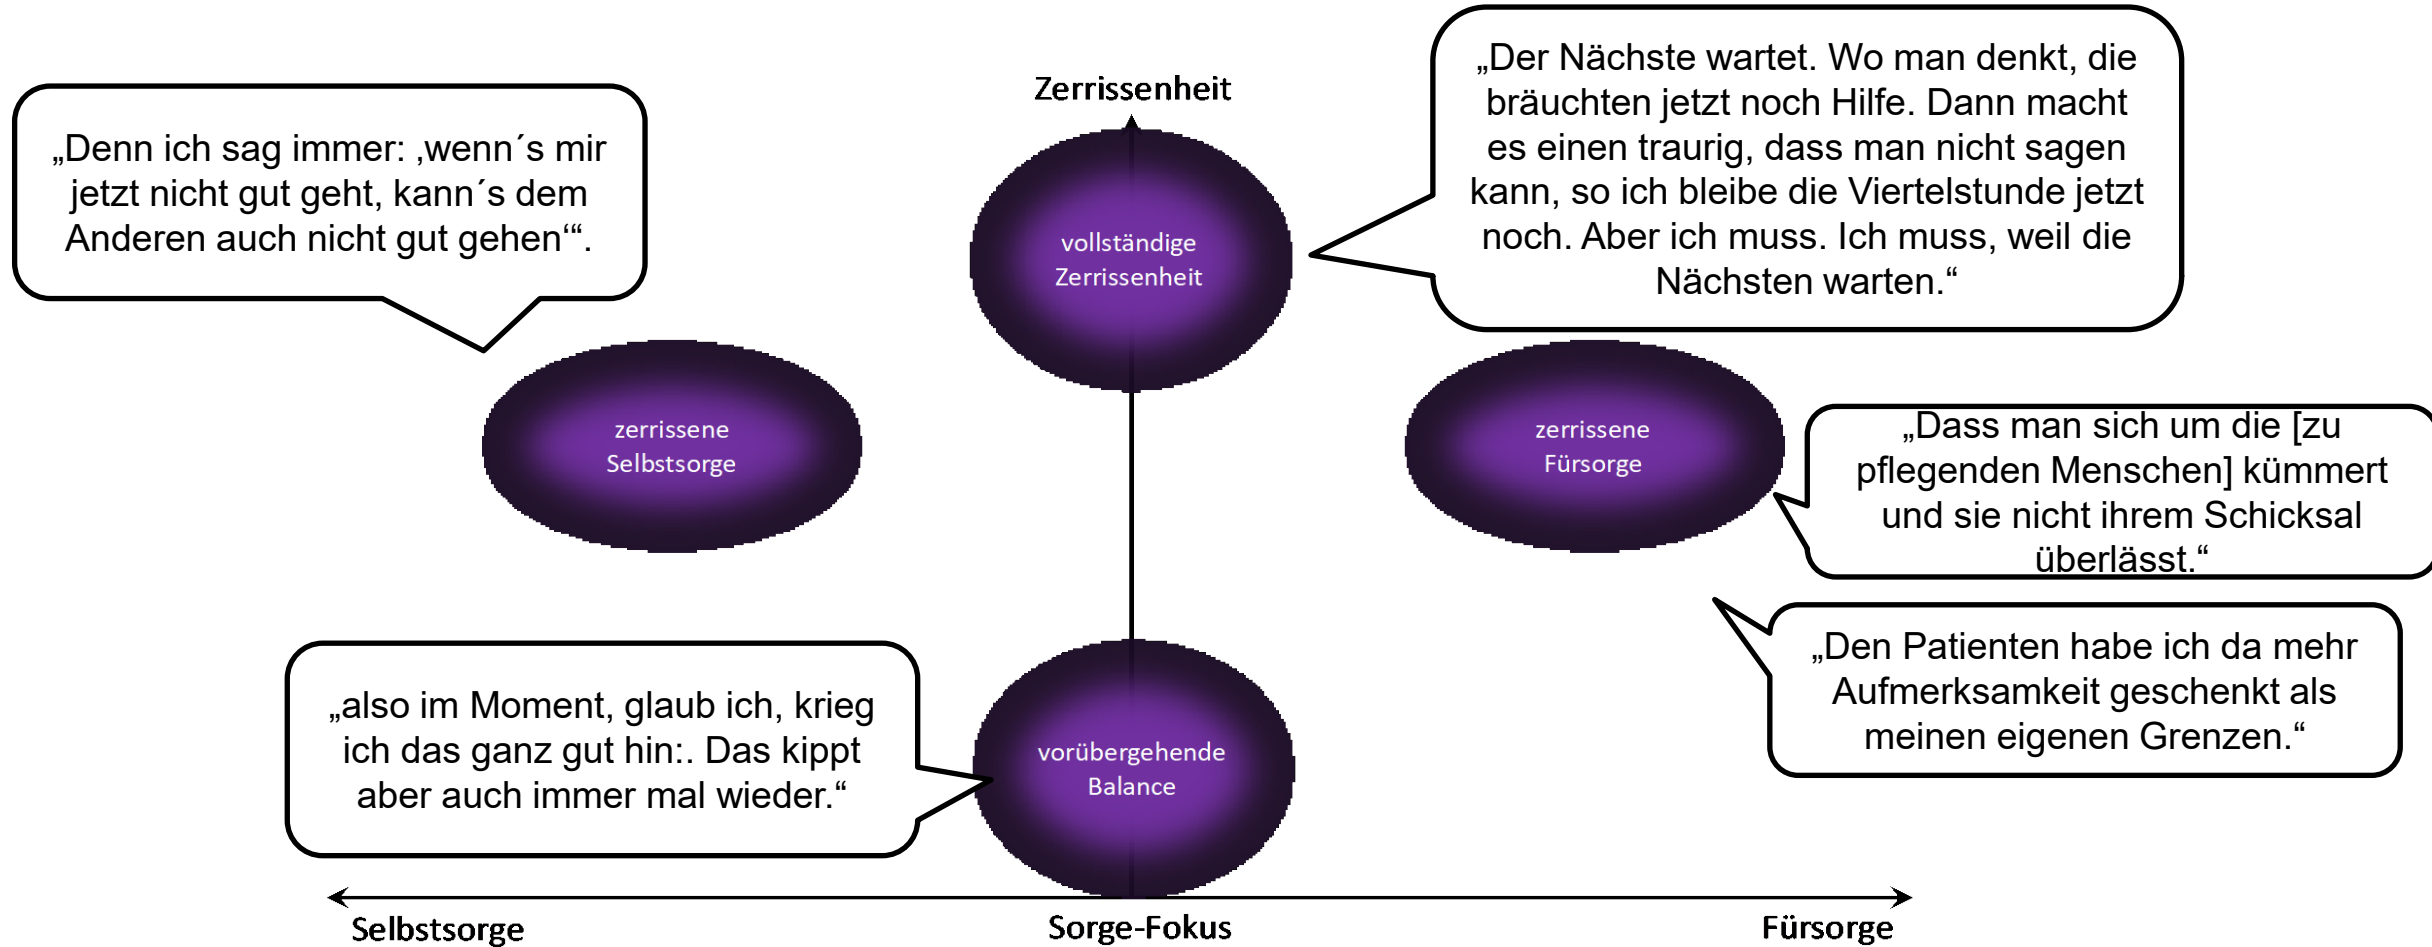 Zerrissenheit
„Denn ich sag immer: ‚wenn´s mir
jetzt nicht gut geht, kann´s dem
Anderen auch nicht gut gehen‘“.
„Der Nächste wartet. Wo man denkt, die
bräuchten jetzt noch Hilfe. Dann macht
es einen traurig, dass man nicht sagen
kann, so ich bleibe die Viertelstunde jetzt
noch. Aber ich muss. Ich muss, weil die
Nächsten warten.“
vollständige
Zerrissenheit
zerrissene
Selbstsorge
zerrissene
Fürsorge
„Dass man sich um die [zu
pflegenden Menschen] kümmert
und sie nicht ihrem Schicksal
überlässt.“
„Den Patienten habe ich da mehr
Aufmerksamkeit geschenkt als
meinen eigenen Grenzen.“
„also im Moment, glaub ich, krieg
ich das ganz gut hin:. Das kippt
aber auch immer mal wieder.“
vorübergehende
Balance
Selbstsorge
Sorge-Fokus
Fürsorge